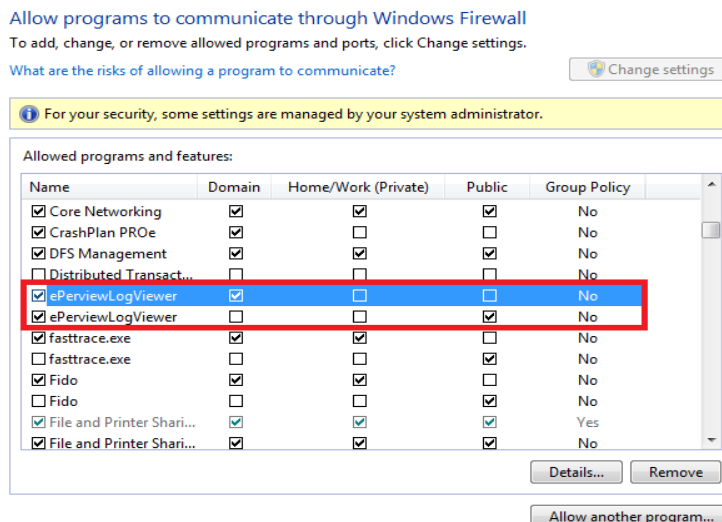 Allow programs to communicate through Windows Firewall
To add, change, or remove allowed programs and ports, click Change settings.
What are the risks of allowing a program to communicate?
Change settings
For your security, some settings are managed by your system administrator.
Allowed programs and features:
Name Domain Home/Work (Private) Public Group Policy
Core Networking No
CrashPlan PROe No
DFS Management No
Distributed Transact... No
ePerviewLogViewer No
ePerviewLogViewer No
fasttrace.exe No
fasttrace.exe No
Fido No
Fido No
File and Printer Shari... Yes
File and Printer Shari... No
Details... Remove
Allow another program...